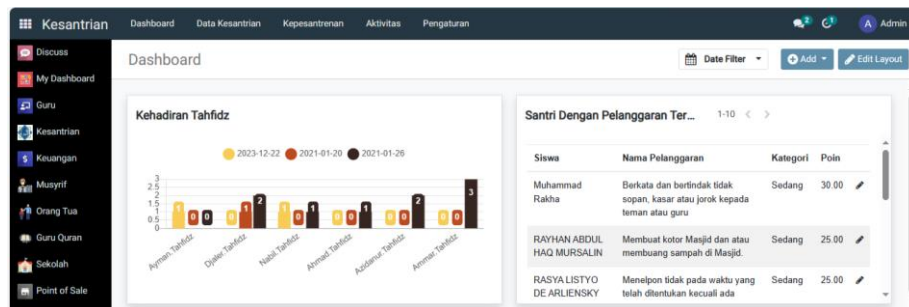 Kesantrian Dashboard Data Kesantrian Kepesantrenan Aktivitas Pengaturan 2 1 A Admin
Discuss
My Dashboard
Guru
Kesantrian
Keuangan
Musyrif
Orang Tua
Guru Quran
Sekolah
Point of Sale
Dashboard Date Filter Add Edit Layout
Kehadiran Tahfidz
2023-12-22 2021-01-20 2021-01-26
3
2.5
2
1.5
1
0.5
0
1 0 0 0 1 2 1 0 1 0 0 1 0 0 2 0 0 3
Ayman.Tahfidz Djaler.Tahfidz Nabil.Tahfidz Ahmad.Tahfidz Azidanur.Tahfidz Ammar.Tahfidz
Santri Dengan Pelanggaran Ter... 1-10
Siswa Nama Pelanggaran Kategori Poin
Muhammad Berkata dan bertindak tidak Sedang 30.00
Rakha sopan, kasar atau jorok kepada
teman atau guru
RAYHAN ABDUL Membuat kotor Masjid dan atau Sedang 25.00
HAQ MURSALIN membuang sampah di Masjid.
RASYA LISTYO Menelpon tidak pada waktu yang Sedang 25.00
DE ARLIENSKY telah ditentukan kecuali ada